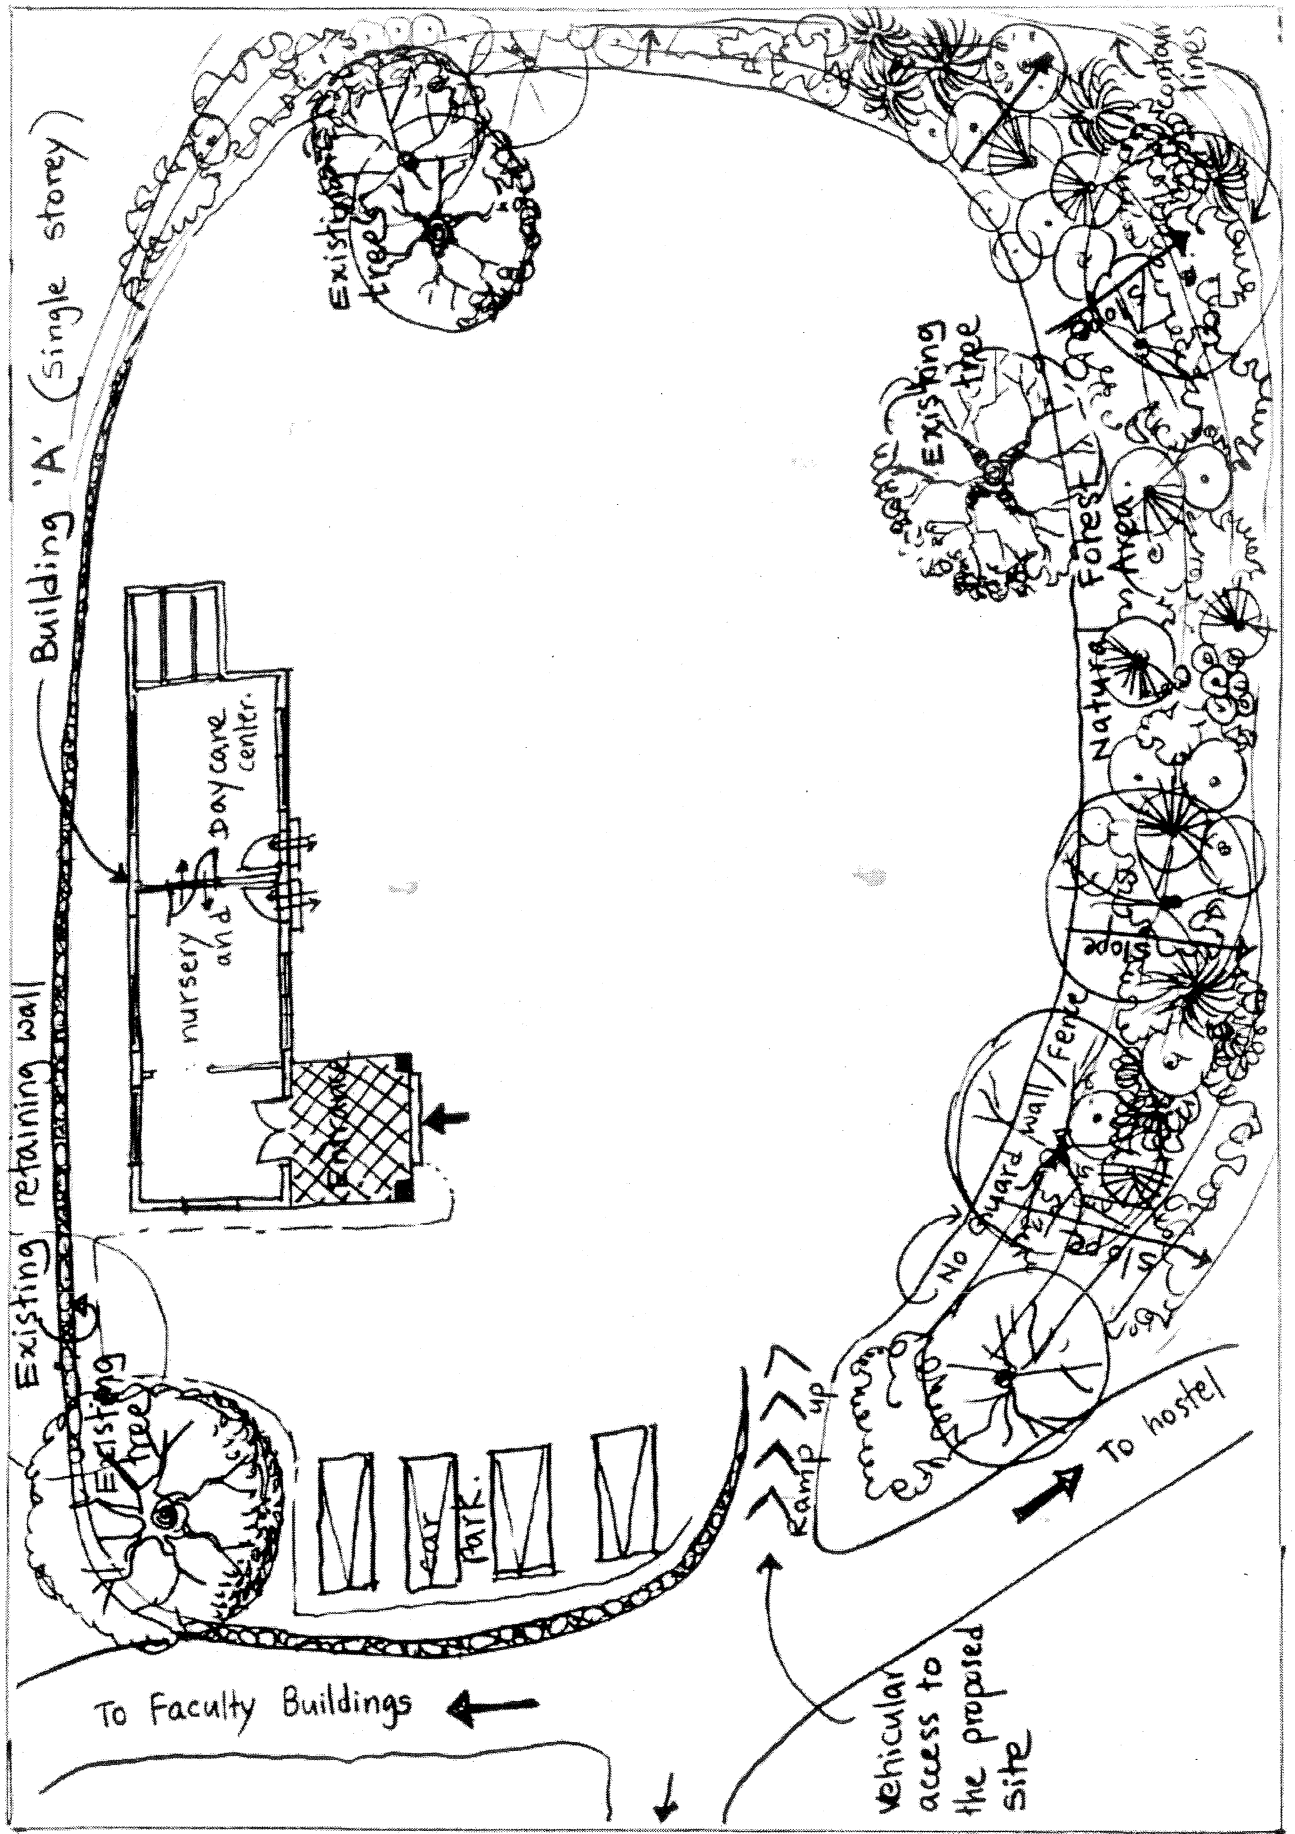 Building 'A' (single storey)
Existing retaining wall
Existing
trees
contour
lines
Existing
tree
Natural
Forest
Area
nursery
and
Daycare
center.
Entrance
slope
No guard wall/Fence
slope
Existing
tree
car
Park.
Ramp up
To hostel
To Faculty Buildings
Vehicular
access to
the proposed
site